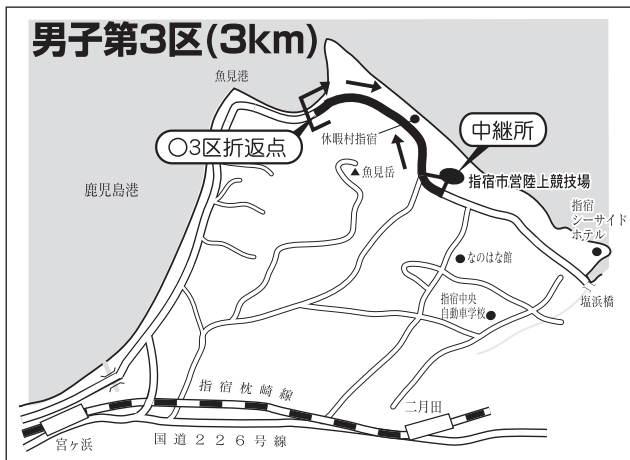 男子第3区(3km)
魚見港
中継所
休暇村指宿
○3区折返点
魚見岳
指宿市営陸上競技場
鹿児島港
指宿
シーサイド
ホテル
なのはな館
塩浜橋
指宿中央
自動車学校
指宿枕崎線
二月田
宮ヶ浜
国道226号線